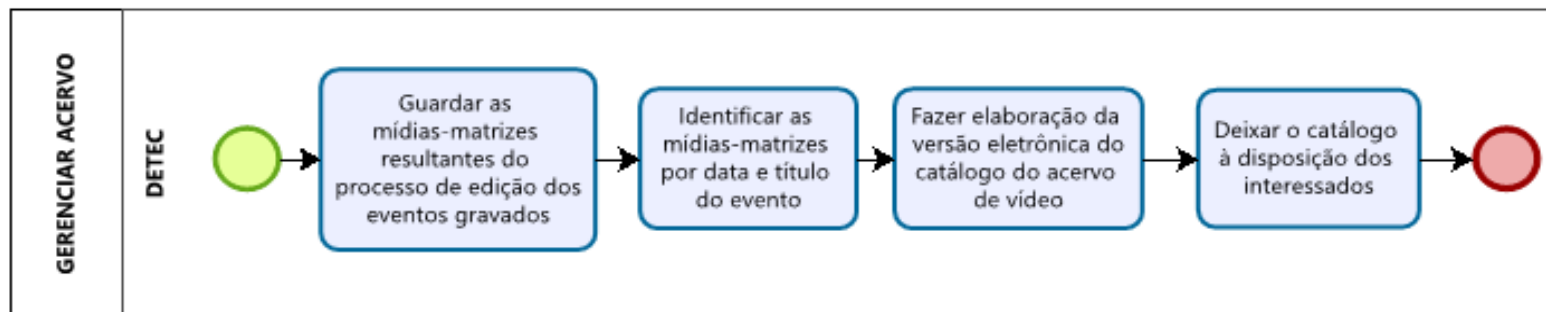 GERENCIAR ACERVO
DETEC
Guardar as
mídias-matrizes
resultantes do
processo de edição dos
eventos gravados
Identificar as
mídias-matrizes
por data e título
do evento
Fazer elaboração da
versão eletrônica do
catálogo do acervo
de vídeo
Deixar o catálogo
à disposição dos
interessados